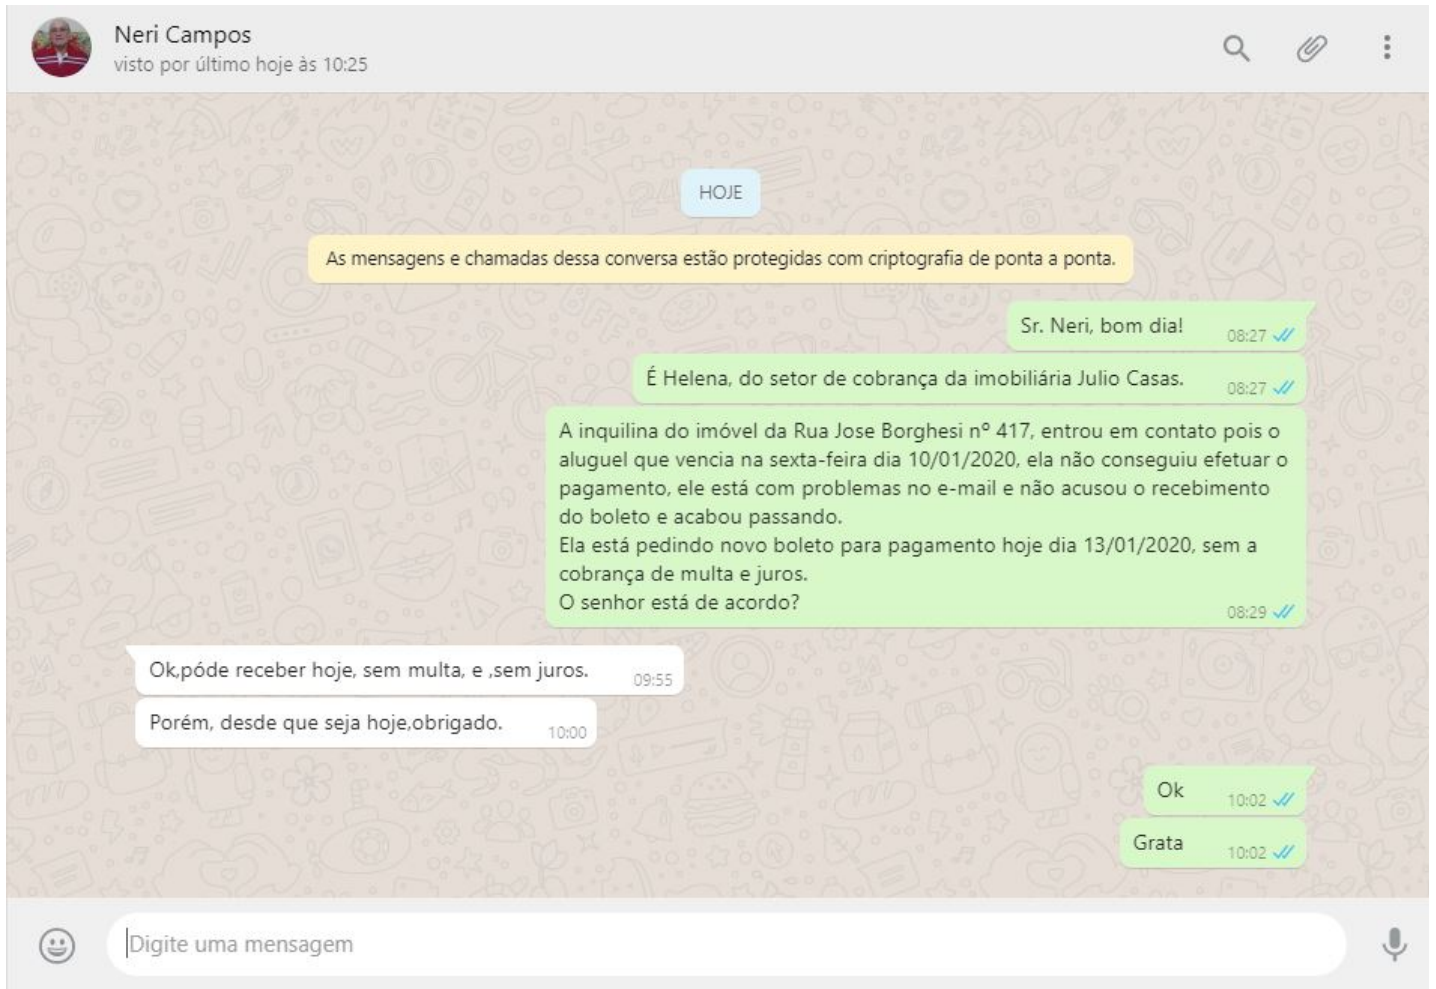 Neri Campos
visto por último hoje às 10:25
HOJE
As mensagens e chamadas dessa conversa estão protegidas com criptografia de ponta a ponta.
Sr. Neri, bom dia!
08:27
É Helena, do setor de cobrança da imobiliária Julio Casas.
08:27
A inquilina do imóvel da Rua Jose Borghesi nº 417, entrou em contato pois o
aluguel que vencia na sexta-feira dia 10/01/2020, ela não conseguiu efetuar o
pagamento, ele está com problemas no e-mail e não acusou o recebimento
do boleto e acabou passando.
Ela está pedindo novo boleto para pagamento hoje dia 13/01/2020, sem a
cobrança de multa e juros.
O senhor está de acordo?
08:29
Ok,póde receber hoje, sem multa, e ,sem juros.
09:55
Porém, desde que seja hoje,obrigado.
10:00
Ok
10:02
Grata
10:02
Digite uma mensagem